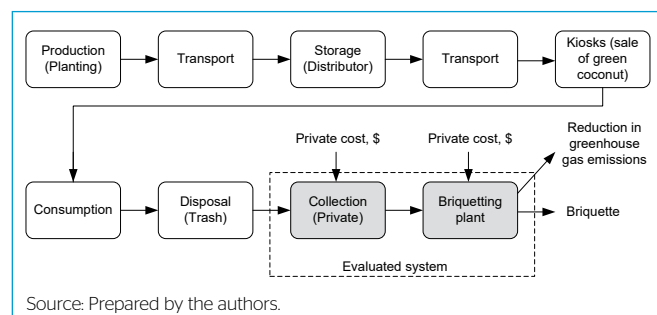 Production
(Planting)
Transport
Storage
(Distributor)
Transport
Kiosks (sale
of green
coconut)
Private cost, $
Private cost, $
Reduction in
greenhouse
gas emissions
Consumption
Disposal
(Trash)
Collection
(Private)
Briquetting
plant
Briquette
Evaluated system
Source: Prepared by the authors.